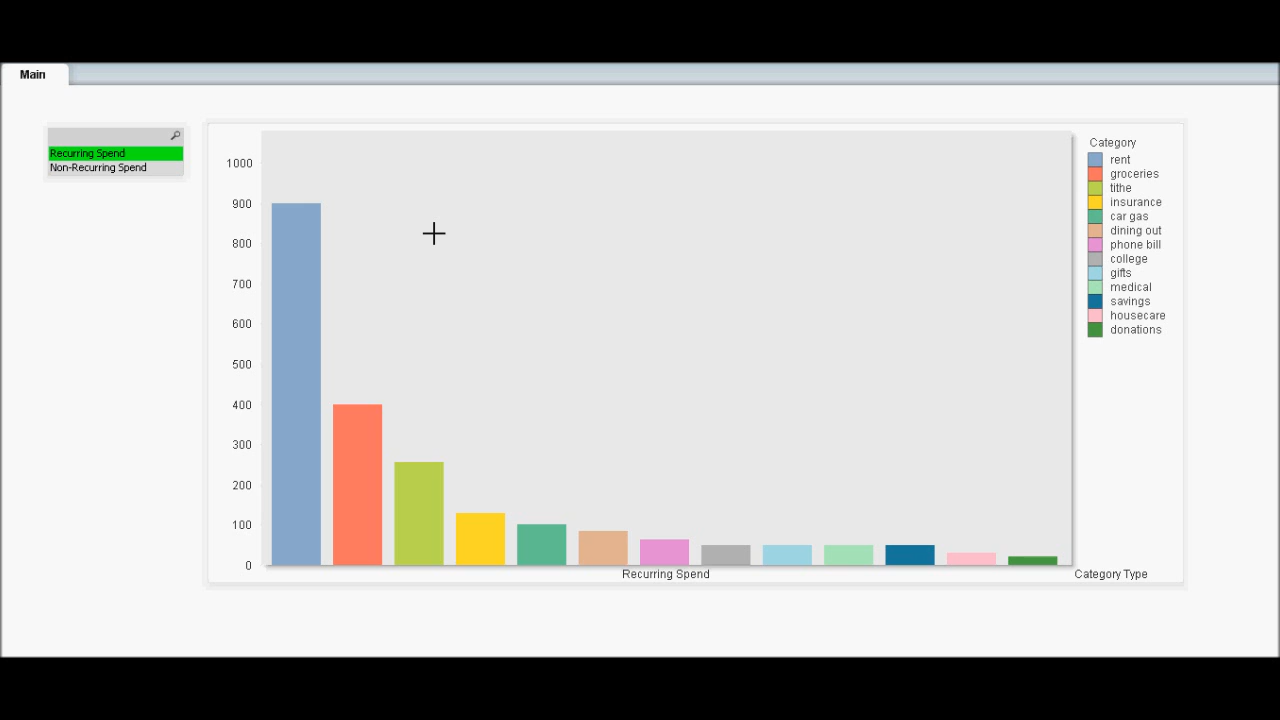 Main
Recurring Spend
Non-Recurring Spend
1000
900
800
700
600
500
400
300
200
100
0
Recurring Spend
Category Type
Category
rent
groceries
tithe
insurance
car gas
dining out
phone bill
college
gifts
medical
savings
housecare
donations